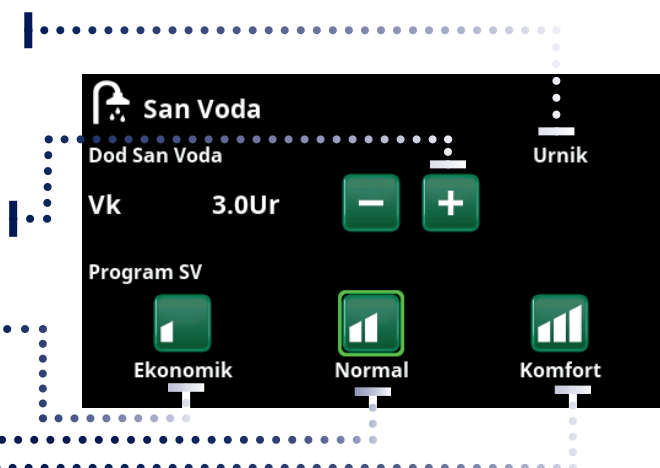 San Voda
Dod San Voda
Urnik
Vk 3.0Ur − +
Program SV
Ekonomik Normal Komfort